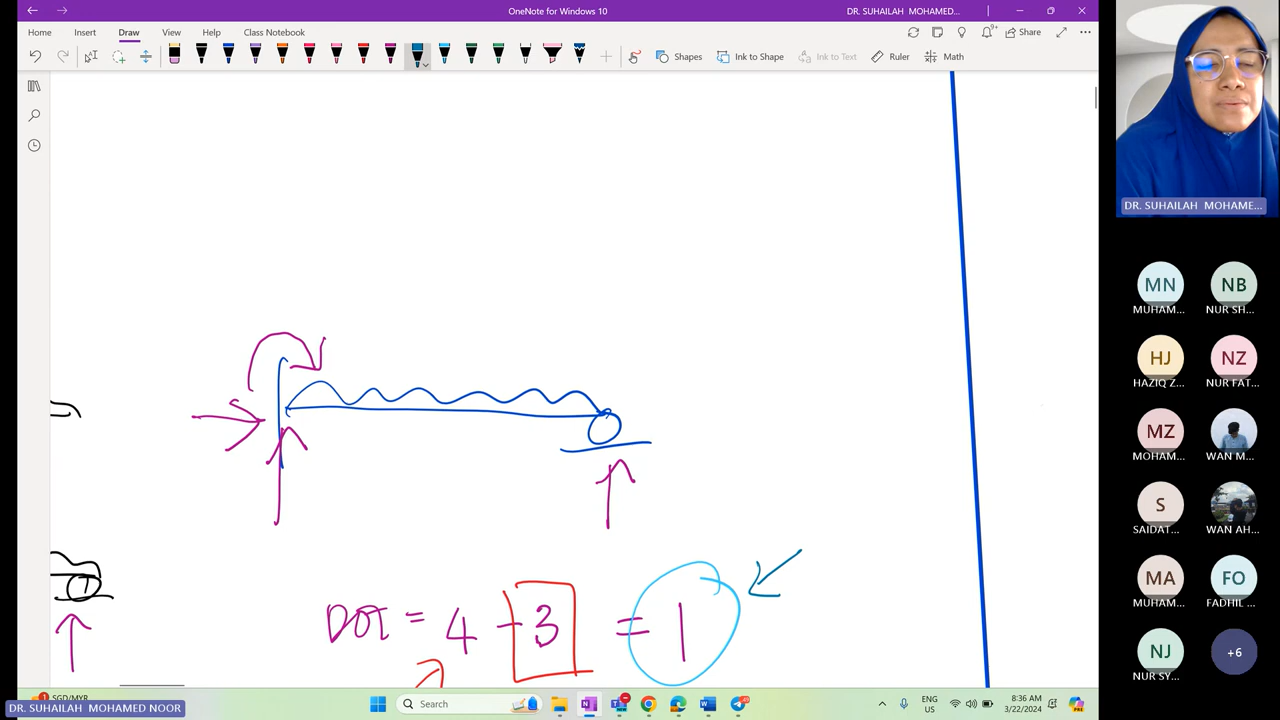 OneNote for Windows 10
DR. SUHAILAH MOHAMED...
Home Insert Draw View Help Class Notebook
Share
Shapes Ink to Shape Ink to Text Ruler Math
DOI = 4 - 3 = 1
DR. SUHAILAH MOHAME...
MN NB
MUHAM... NUR SH...
HJ NZ
HAZIQ Z... NUR FAT...
MZ
MOHAM... WAN M...
S
SAIDAT... WAN AH...
MA FO
MUHAM... FADHIL ...
NJ +6
NUR SY...
SGD/MYR
DR. SUHAILAH MOHAMED NOOR
Search
ENG
US
8:36 AM
3/22/2024